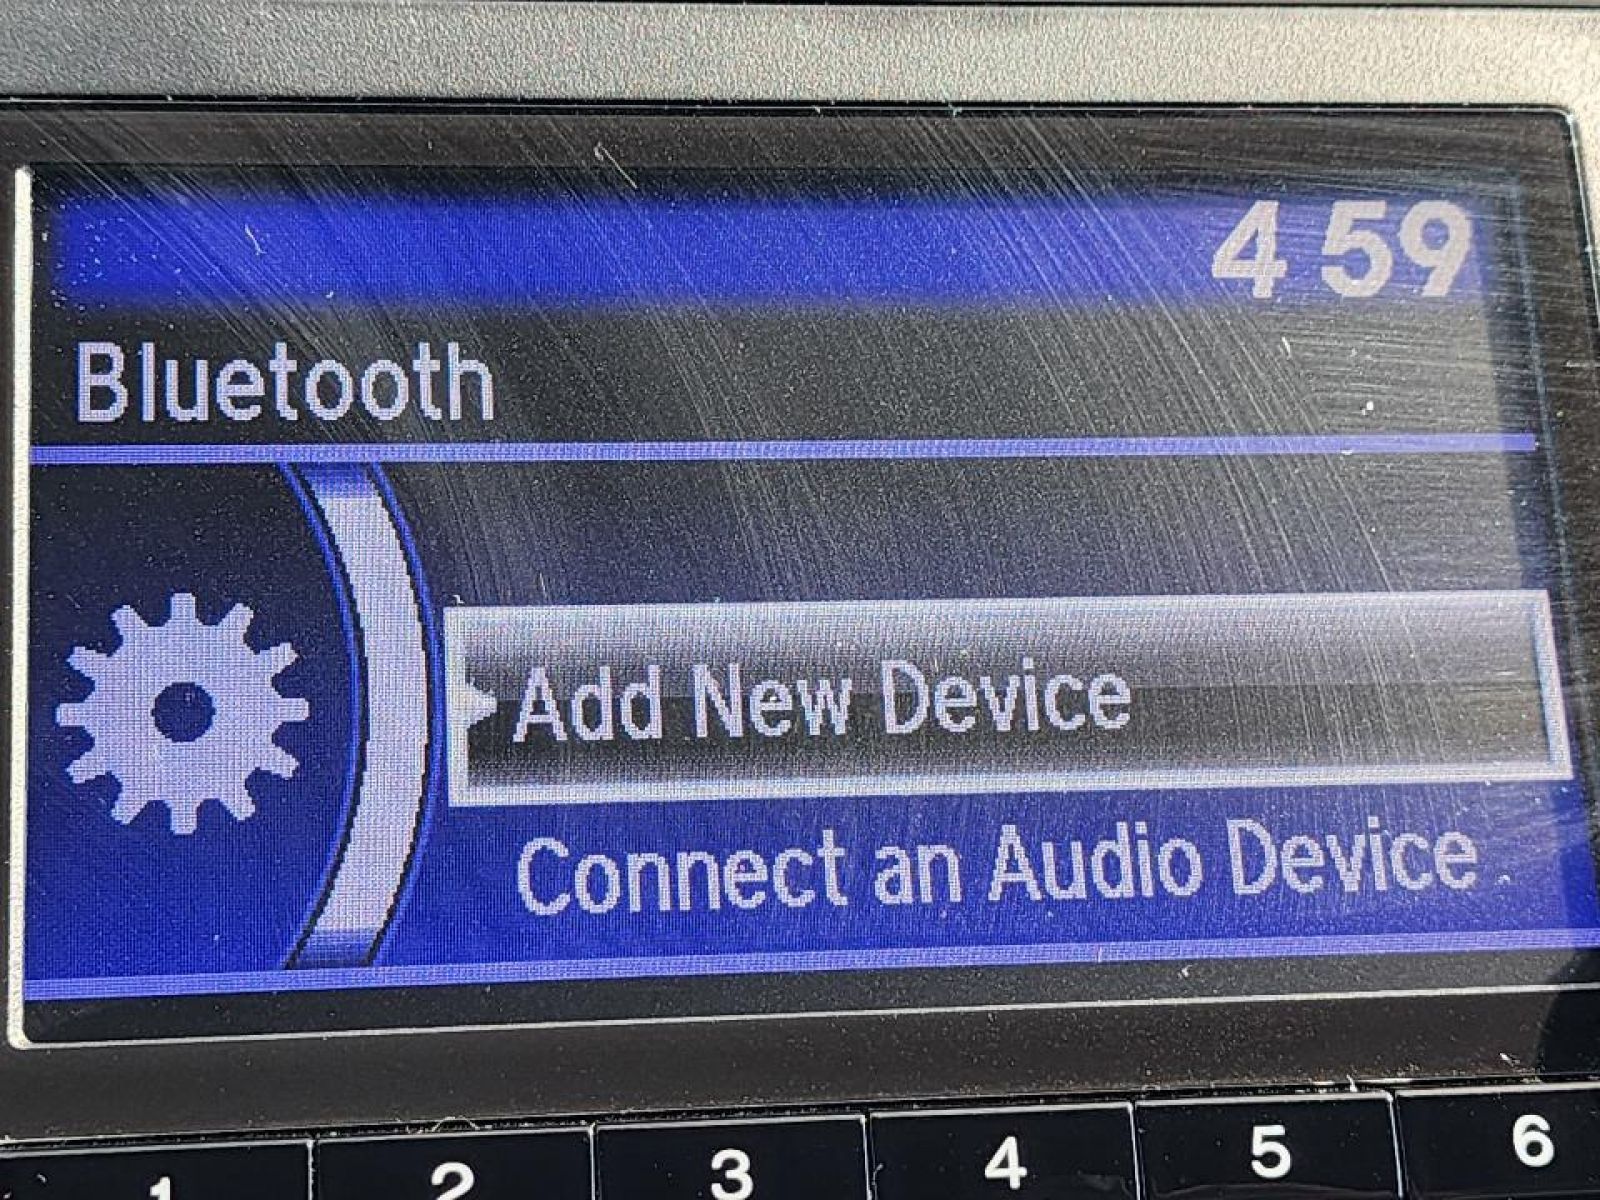 4 59
Bluetooth
Add New Device
Connect an Audio Device
1 2 3 4 5 6